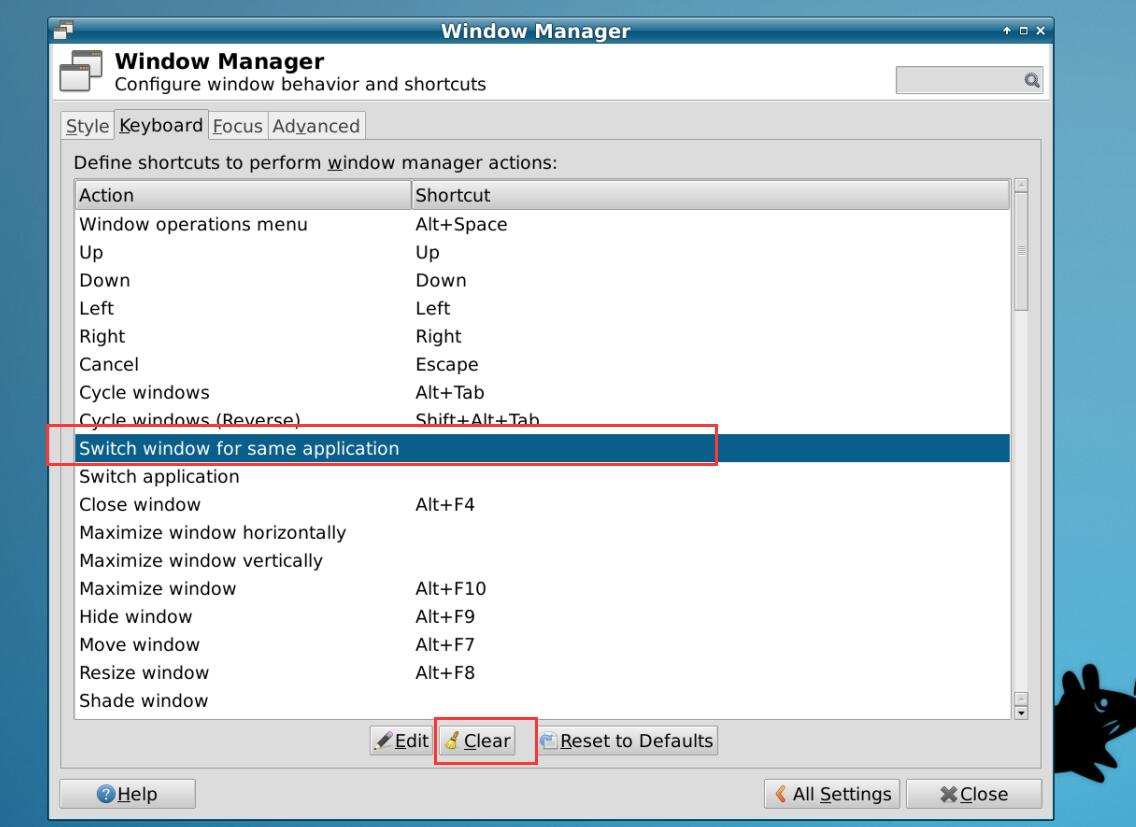 Window Manager
Window Manager
Configure window behavior and shortcuts
Style Keyboard Focus Advanced
Define shortcuts to perform window manager actions:
Action Shortcut
Window operations menu Alt+Space
Up Up
Down Down
Left Left
Right Right
Cancel Escape
Cycle windows Alt+Tab
Cycle windows (Reverse) Shift+Alt+Tab
Switch window for same application
Switch application
Close window Alt+F4
Maximize window horizontally
Maximize window vertically
Maximize window Alt+F10
Hide window Alt+F9
Move window Alt+F7
Resize window Alt+F8
Shade window
Edit Clear Reset to Defaults
Help All Settings Close